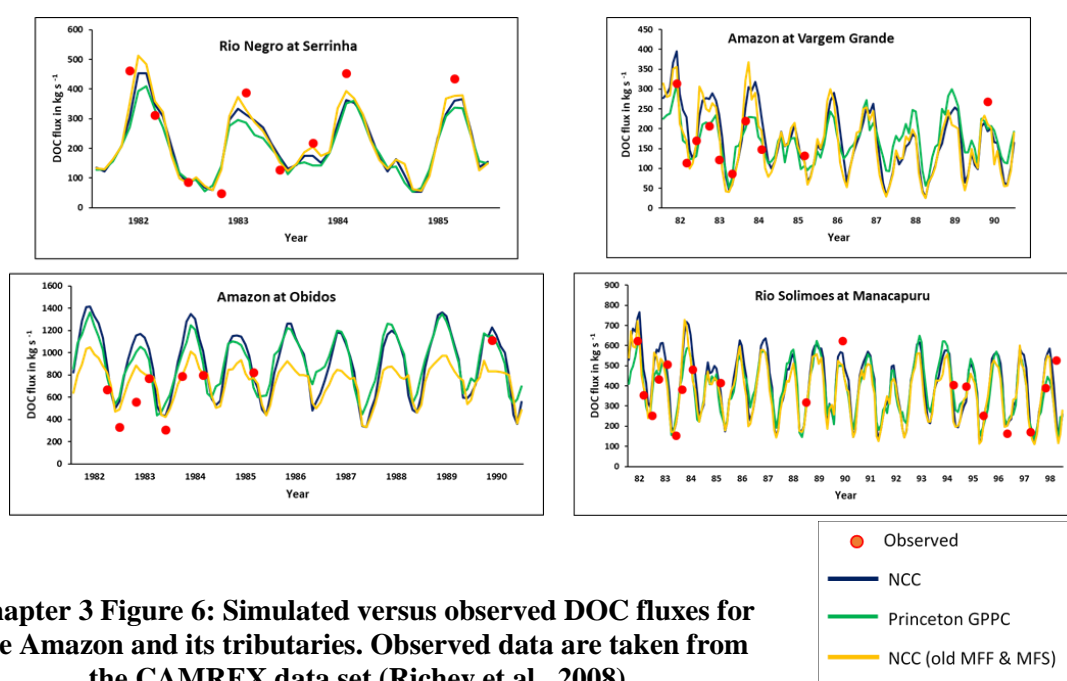 Rio Negro at Serrinha
DOC flux in kg s⁻¹
600
500
400
300
200
100
0
1982 1983 1984 1985
Year
Amazon at Vargem Grande
DOC flux in kg s⁻¹
450
400
350
300
250
200
150
100
50
0
82 83 84 85 86 87 88 89 90
Year
Amazon at Obidos
DOC flux in kg s⁻¹
1600
1400
1200
1000
800
600
400
200
0
1982 1983 1984 1985 1986 1987 1988 1989 1990
Year
Rio Solimoes at Manacapuru
DOC flux in kg s⁻¹
900
800
700
600
500
400
300
200
100
0
82 83 84 85 86 87 88 89 90 91 92 93 94 95 96 97 98
Year
Observed
NCC
Princeton GPPC
NCC (old MFF & MFS)
hapter 3 Figure 6: Simulated versus observed DOC fluxes for
e Amazon and its tributaries. Observed data are taken from
the CAMREX data set (Richey et al., 2008)